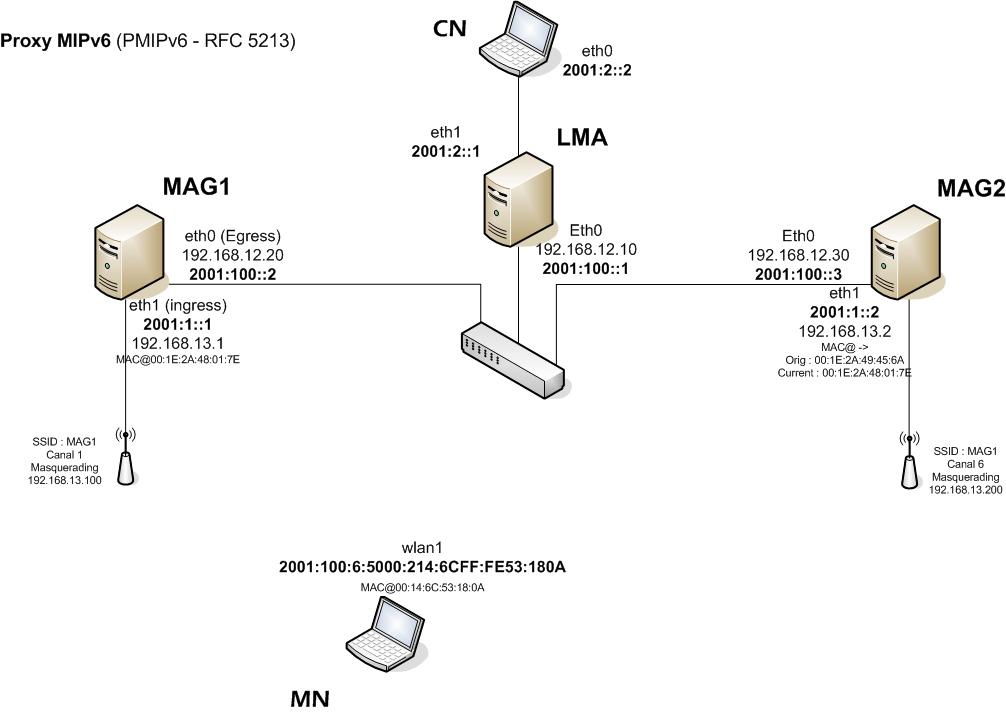 Proxy MIPv6 (PMIPv6 - RFC 5213)
CN
eth0
2001:2::2
eth1
2001:2::1
LMA
MAG1
eth0 (Egress)
192.168.12.20
2001:100::2
eth1 (ingress)
2001:1::1
192.168.13.1
MAC@00:1E:2A:48:01:7E
Eth0
192.168.12.10
2001:100::1
MAG2
Eth0
192.168.12.30
2001:100::3
eth1
2001:1::2
192.168.13.2
MAC@ ->
Orig : 00:1E:2A:49:45:6A
Current : 00:1E:2A:48:01:7E
SSID : MAG1
Canal 1
Masquerading
192.168.13.100
SSID : MAG1
Canal 6
Masquerading
192.168.13.200
wlan1
2001:100:6:5000:214:6CFF:FE53:180A
MAC@00:14:6C:53:18:0A
MN